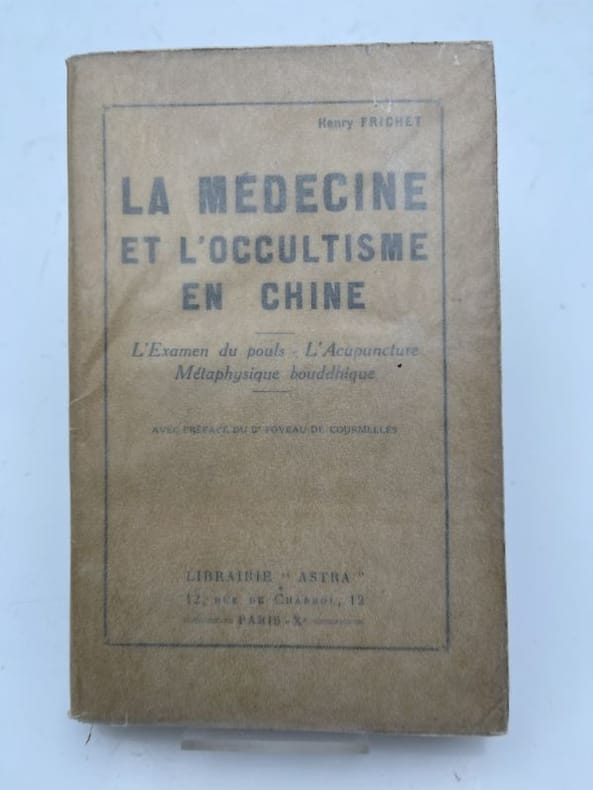 Henry FRICHET
LA MÉDECINE
ET L'OCCULTISME
EN CHINE
L'Examen du pouls - L'Acupuncture
Métaphysique bouddhique
AVEC PRÉFACE DU Dr FOVEAU DE COURMELLES
LIBRAIRIE "ASTRA"
12, RUE DE CHABROL, 12
PARIS-Xe